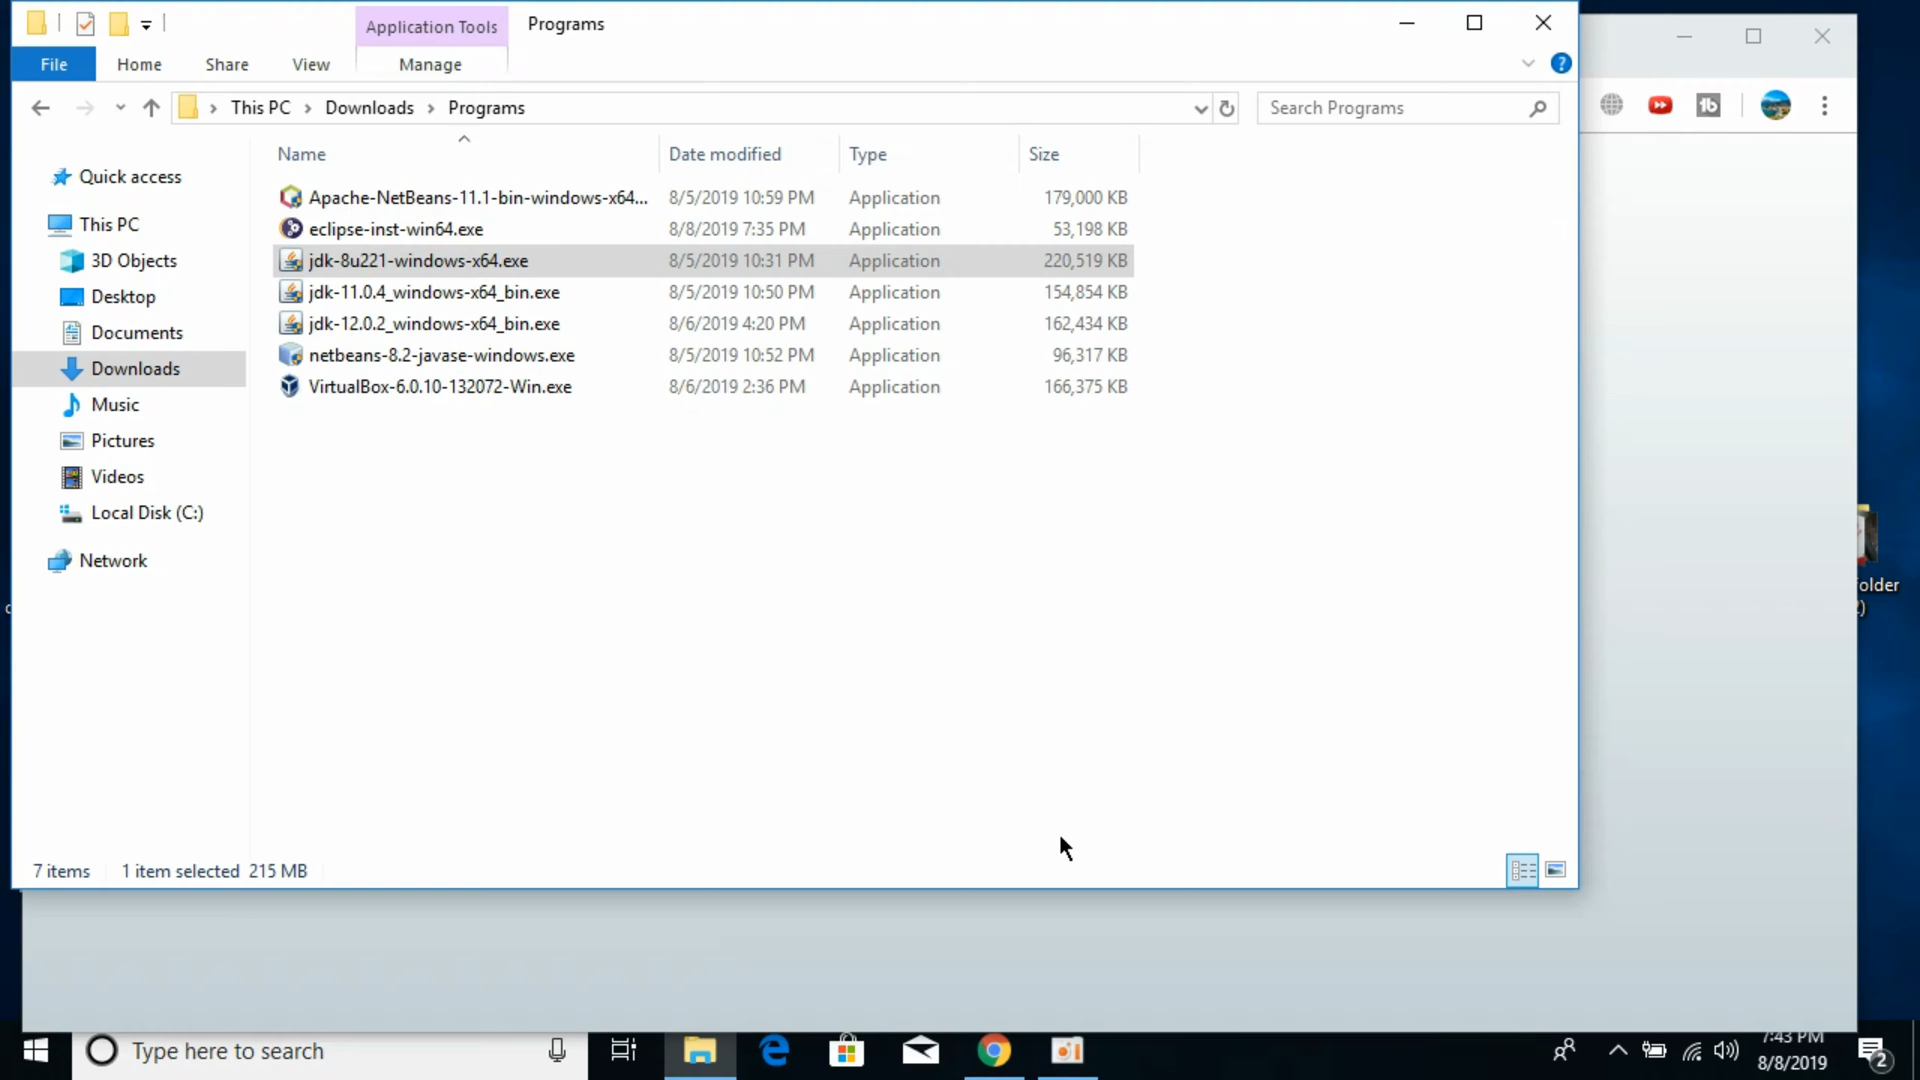 Application Tools
Programs
File
Home
Share
View
Manage
This PC
Downloads
Programs
Search Programs
Name
Date modified
Type
Size
Quick access
This PC
3D Objects
Desktop
Documents
Downloads
Music
Pictures
Videos
Local Disk (C:)
Network
Apache-NetBeans-11.1-bin-windows-x64... 8/5/2019 10:59 PM Application 179,000 KB
eclipse-inst-win64.exe 8/8/2019 7:35 PM Application 53,198 KB
jdk-8u221-windows-x64.exe 8/5/2019 10:31 PM Application 220,519 KB
jdk-11.0.4_windows-x64_bin.exe 8/5/2019 10:50 PM Application 154,854 KB
jdk-12.0.2_windows-x64_bin.exe 8/6/2019 4:20 PM Application 162,434 KB
netbeans-8.2-javase-windows.exe 8/5/2019 10:52 PM Application 96,317 KB
VirtualBox-6.0.10-132072-Win.exe 8/6/2019 2:36 PM Application 166,375 KB
7 items 1 item selected 215 MB
older
2)
Type here to search
7:43 PM
8/8/2019
2